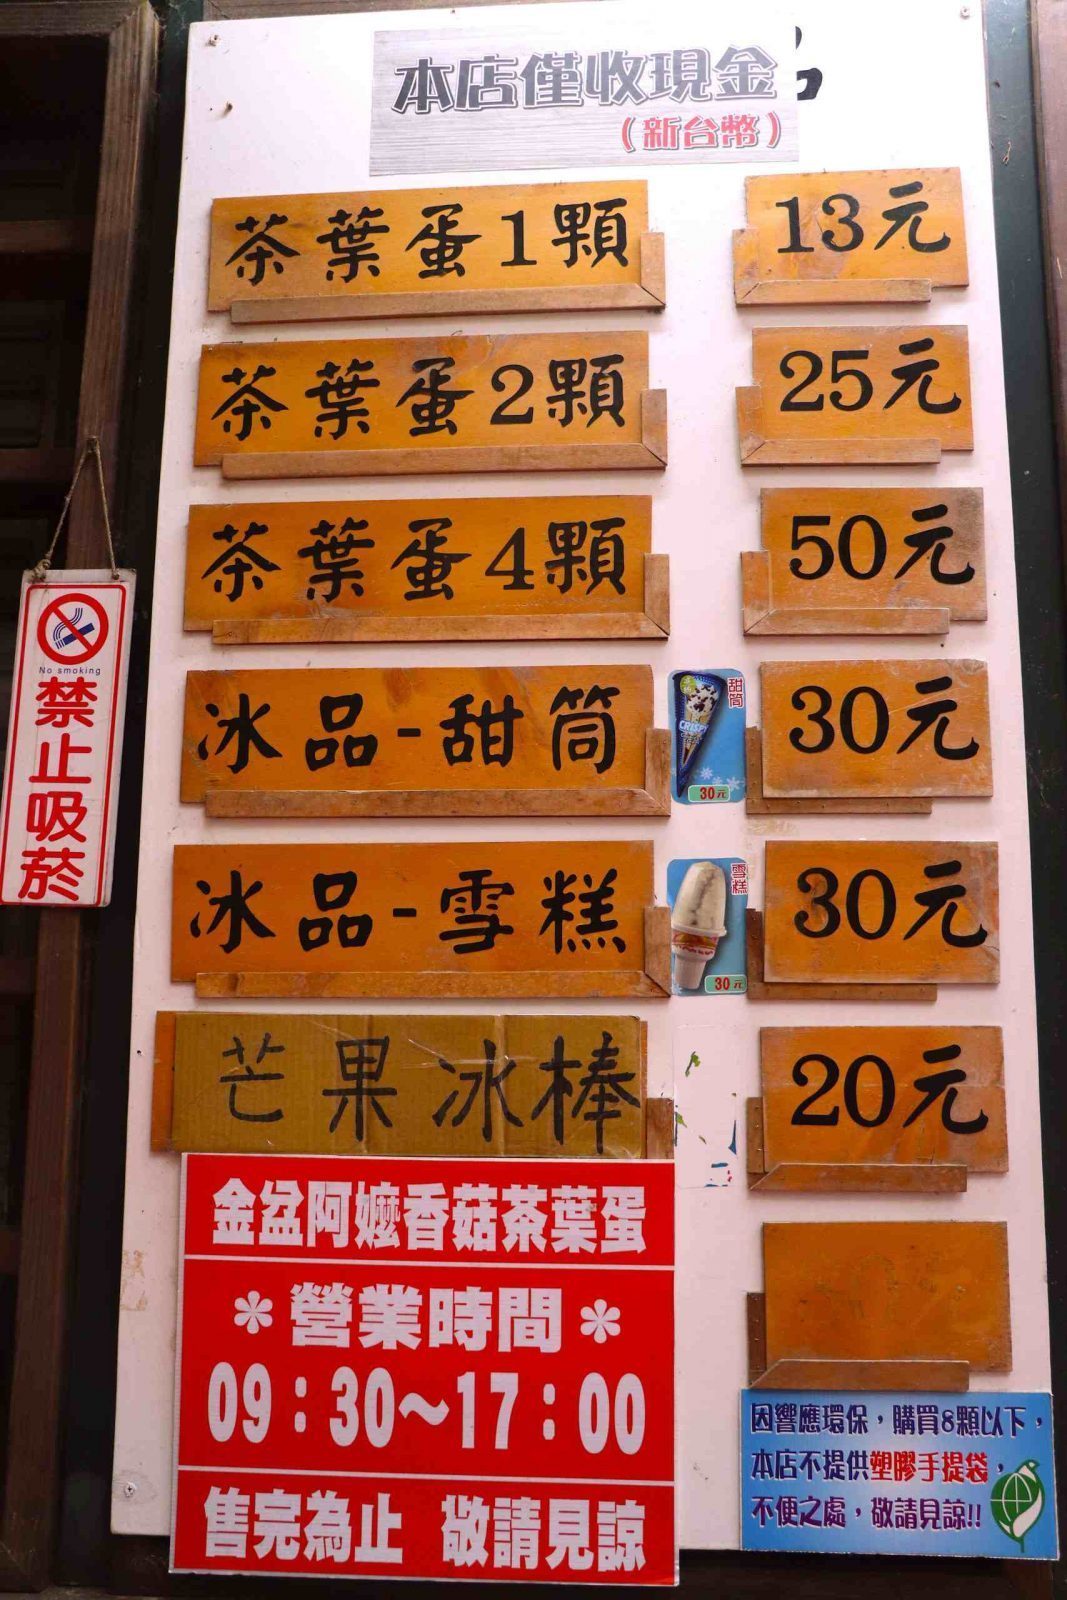 本店僅收現金
（新台幣）
茶葉蛋1顆 13元
茶葉蛋2顆 25元
茶葉蛋4顆 50元
冰品-甜筒 30元
甜筒
CRISPY
30元
冰品-雪糕 30元
雪糕
30元
芒果冰棒 20元
No smoking
禁止吸菸
金盆阿嬤香菇茶葉蛋
＊營業時間＊
09：30～17：00
售完為止 敬請見諒
因響應環保，購買8顆以下，
本店不提供塑膠手提袋，
不便之處，敬請見諒!!